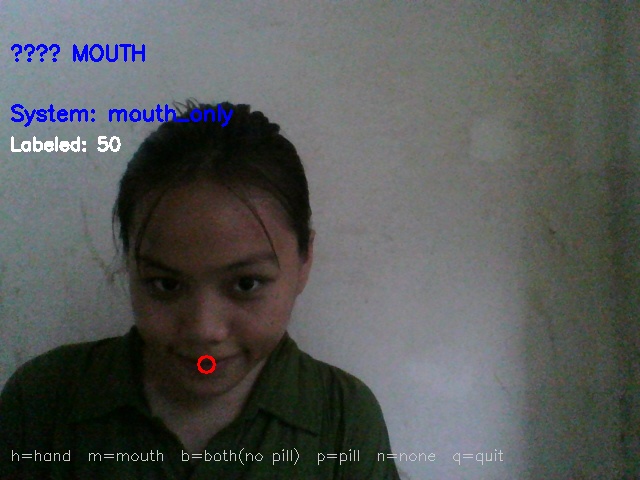 ???? MOUTH
System: mouth_only
Labeled: 50
h=hand m=mouth b=both(no pill) p=pill n=none q=quit